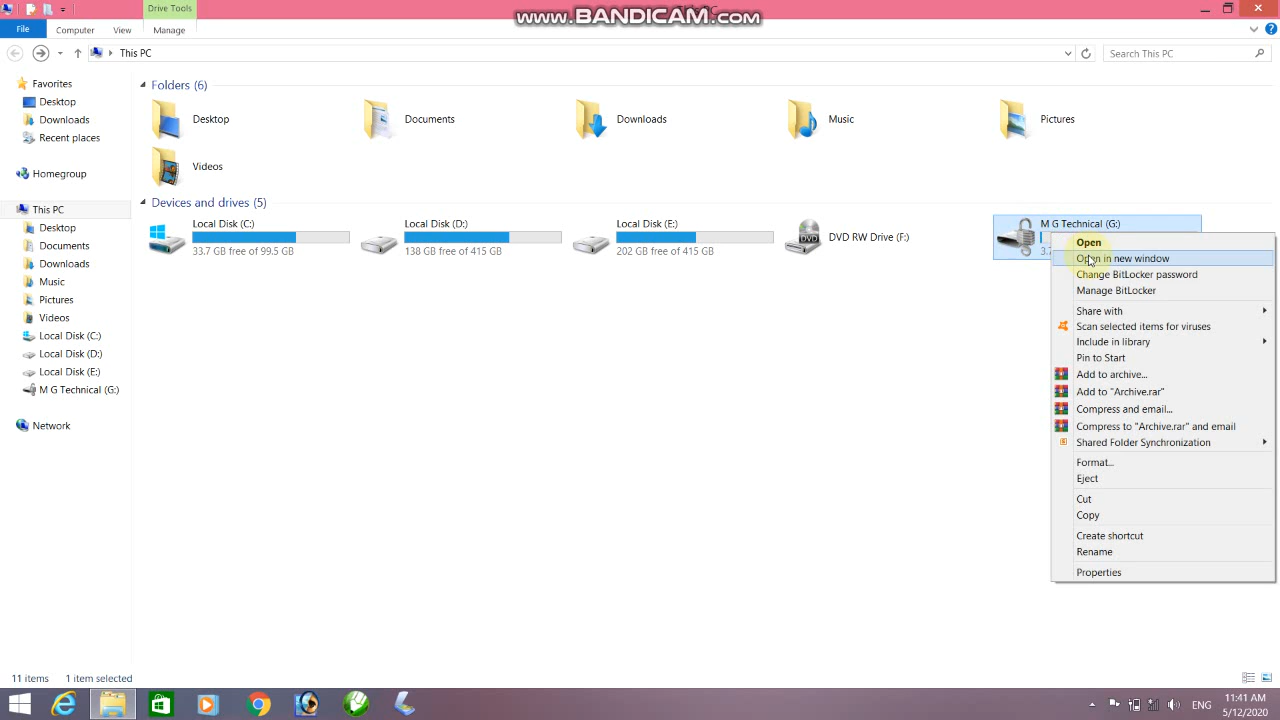 Drive Tools
www.BANDICAM.com
File
Computer
View
Manage
This PC
Search This PC
Favorites
Desktop
Downloads
Recent places
Homegroup
This PC
Desktop
Documents
Downloads
Music
Pictures
Videos
Local Disk (C:)
Local Disk (D:)
Local Disk (E:)
M G Technical (G:)
Network
Folders (6)
Desktop
Documents
Downloads
Music
Pictures
Videos
Devices and drives (5)
Local Disk (C:)
33.7 GB free of 99.5 GB
Local Disk (D:)
138 GB free of 415 GB
Local Disk (E:)
202 GB free of 415 GB
DVD
DVD RW Drive (F:)
M G Technical (G:)
Open
Open in new window
Change BitLocker password
Manage BitLocker
Share with
Scan selected items for viruses
Include in library
Pin to Start
Add to archive...
Add to "Archive.rar"
Compress and email...
Compress to "Archive.rar" and email
Shared Folder Synchronization
Format...
Eject
Cut
Copy
Create shortcut
Rename
Properties
11 items
1 item selected
ENG
11:41 AM
5/12/2020